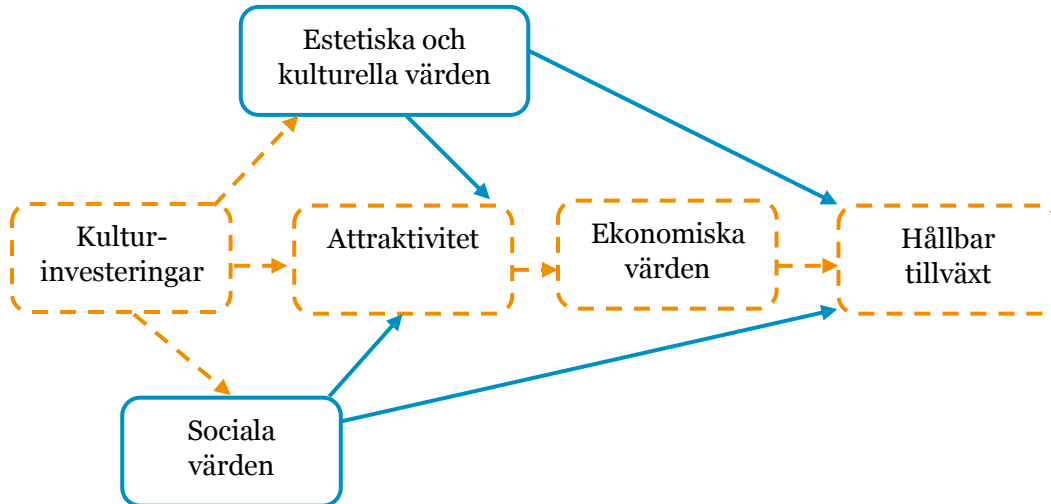 Estetiska och
kulturella värden
Kultur-
investeringar
Attraktivitet
Ekonomiska
värden
Hållbar
tillväxt
Sociala
värden